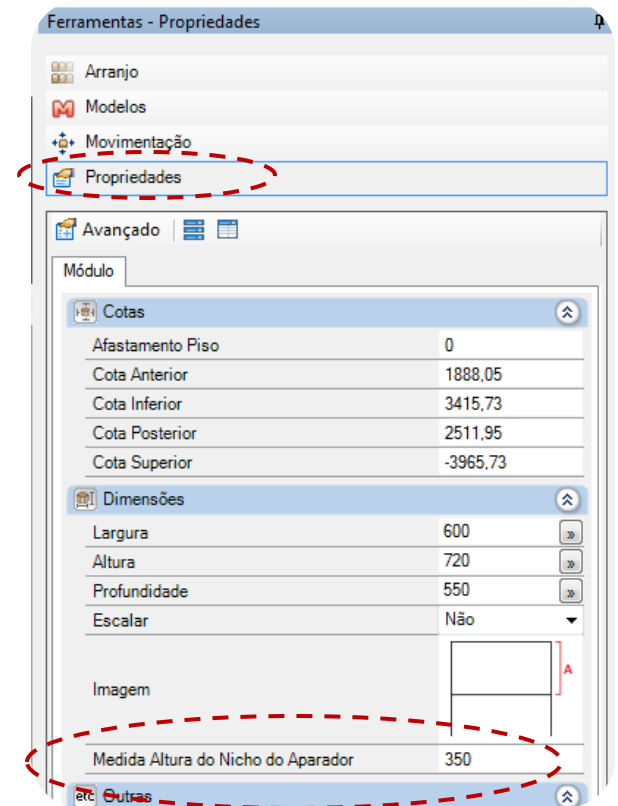 Ferramentas - Propriedades
Arranjo
Modelos
Movimentação
Propriedades
Avançado
Módulo
Cotas
Afastamento Piso 0
Cota Anterior 1888,05
Cota Inferior 3415,73
Cota Posterior 2511,95
Cota Superior -3965,73
Dimensões
Largura 600 »
Altura 720 »
Profundidade 550 »
Escalar Não
A
Imagem
Medida Altura do Nicho do Aparador 350
etc Outras